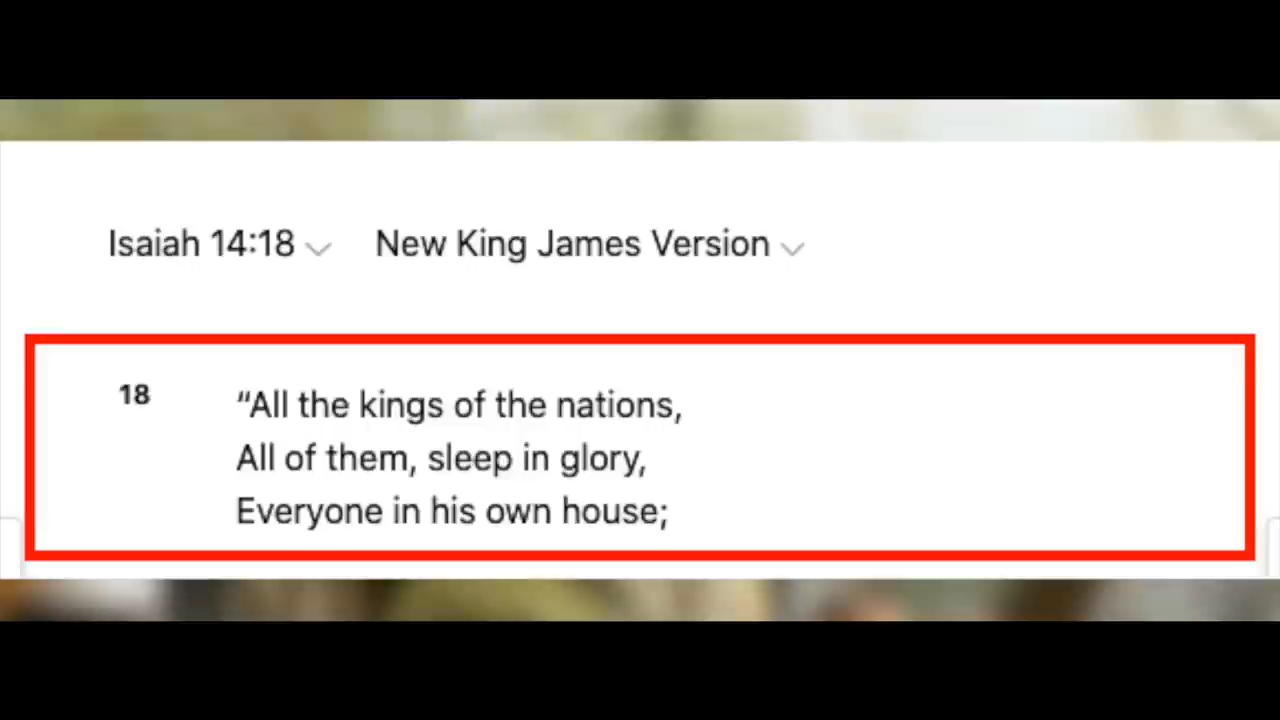 Isaiah 14:18 New King James Version
18 “All the kings of the nations,
All of them, sleep in glory,
Everyone in his own house;